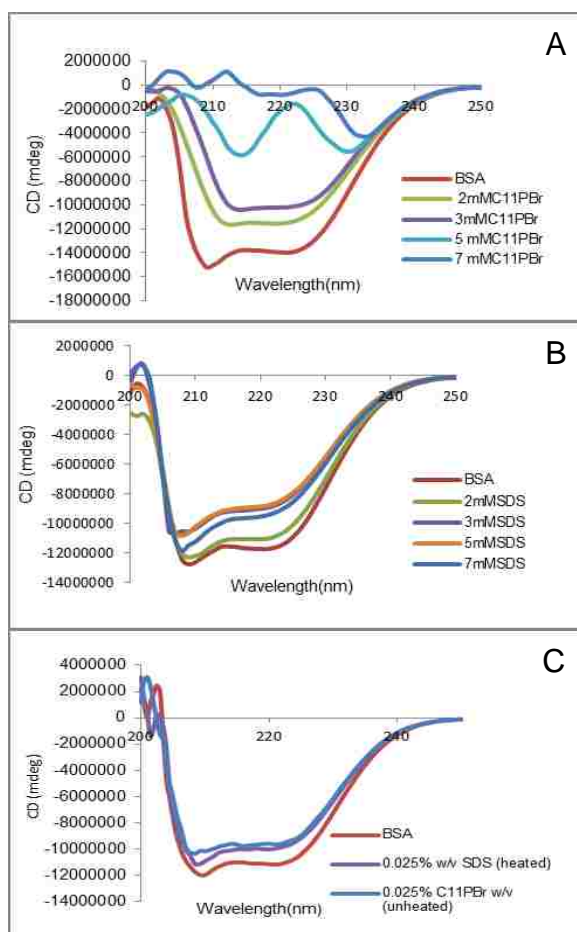 A
2000000
0
-2000000
-4000000
-6000000
-8000000
-10000000
-12000000
-14000000
-16000000
-18000000
CD (mdeg)
200 210 220 230 240 250
Wavelength(nm)
BSA
2mMC11PBr
3mMC11PBr
5 mMC11PBr
7 mMC11PBr
B
2000000
0
-2000000
-4000000
-6000000
-8000000
-10000000
-12000000
-14000000
CD (mdeg)
200 210 220 230 240 250
Wavelength(nm)
BSA
2mMSDS
3mMSDS
5mMSDS
7mMSDS
C
4000000
2000000
0
-2000000
-4000000
-6000000
-8000000
-10000000
-12000000
-14000000
CD (mdeg)
200 220 240
Wavelength(nm)
BSA
0.025% w/v SDS (heated)
0.025% C11PBr w/v
(unheated)